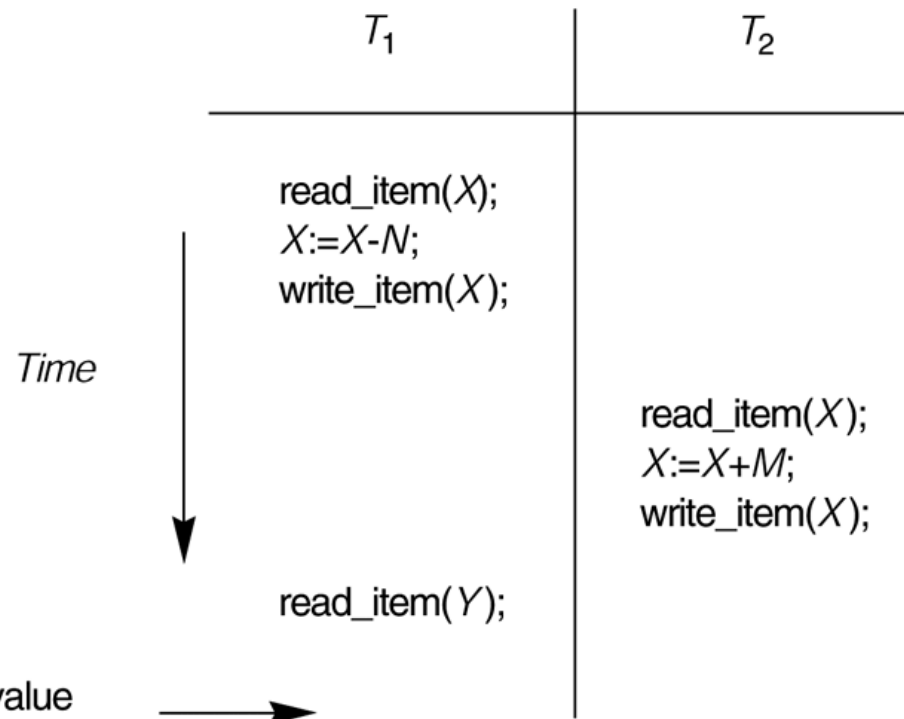 T₁ T₂
read_item(X);
X:=X-N;
write_item(X);
Time
read_item(X);
X:=X+M;
write_item(X);
read_item(Y);
value